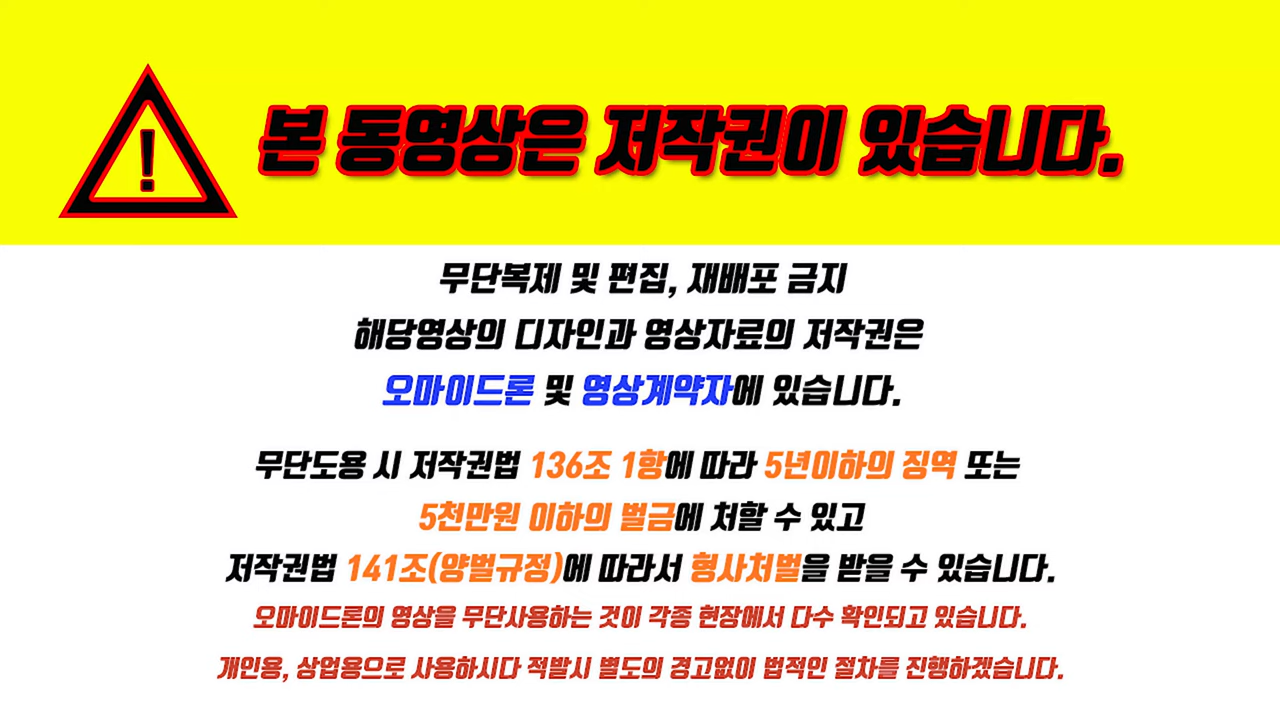 !
본 동영상은 저작권이 있습니다.
무단복제 및 편집, 재배포 금지
해당영상의 디자인과 영상자료의 저작권은
오마이드론 및 영상계약자에 있습니다.
무단도용 시 저작권법 136조 1항에 따라 5년이하의 징역 또는
5천만원 이하의 벌금에 처할 수 있고
저작권법 141조(양벌규정)에 따라서 형사처벌을 받을 수 있습니다.
오마이드론의 영상을 무단사용하는 것이 각종 현장에서 다수 확인되고 있습니다.
개인용, 상업용으로 사용하시다 적발시 별도의 경고없이 법적인 절차를 진행하겠습니다.